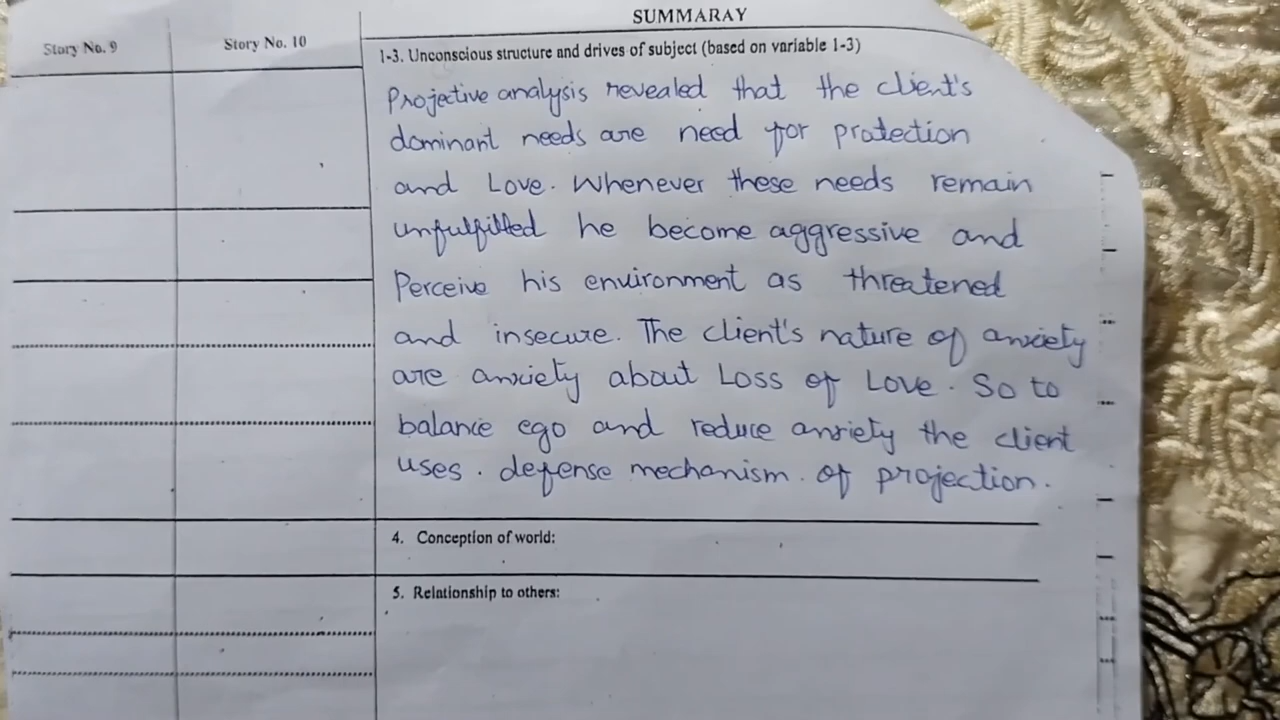 SUMMARAY
Story No. 9
Story No. 10
1-3. Unconscious structure and drives of subject (based on variable 1-3)
Projective analysis revealed that the client's
dominant needs are need for protection
and Love. Whenever these needs remain
unfulfilled he become aggressive and
Perceive his environment as threatened
and insecure. The client's nature of anxiety
are anxiety about Loss of Love. So to
balance ego and reduce anxiety the client
uses. defense mechanism. of projection.
4. Conception of world:
5. Relationship to others: